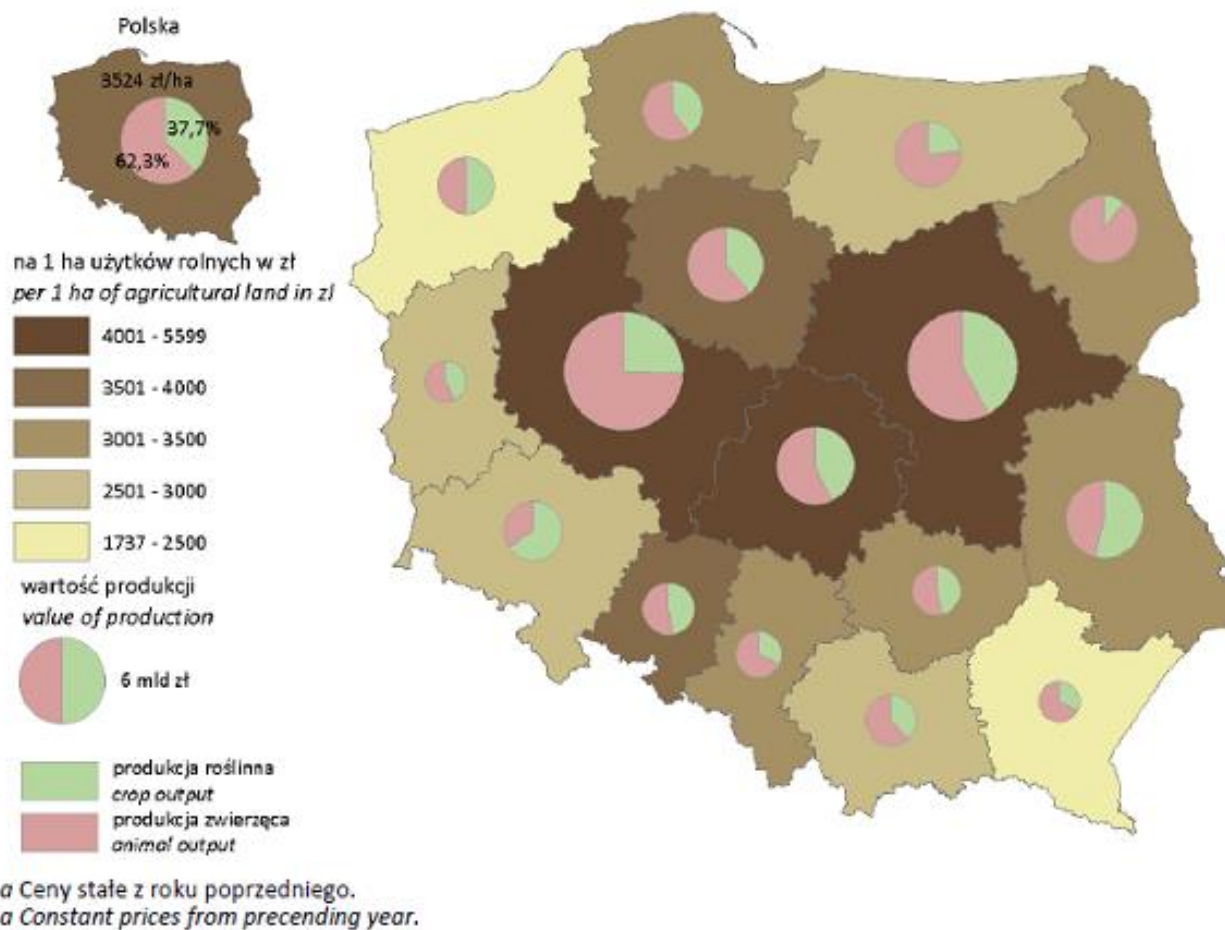 Polska
3524 zł/ha
37,7%
62,3%
na 1 ha użytków rolnych w zł
per 1 ha of agricultural land in zl
4001 - 5599
3501 - 4000
3001 - 3500
2501 - 3000
1737 - 2500
wartość produkcji
value of production
6 mld zł
produkcja roślinna
crop output
produkcja zwierzęca
animal output
a Ceny stałe z roku poprzedniego.
a Constant prices from precending year.